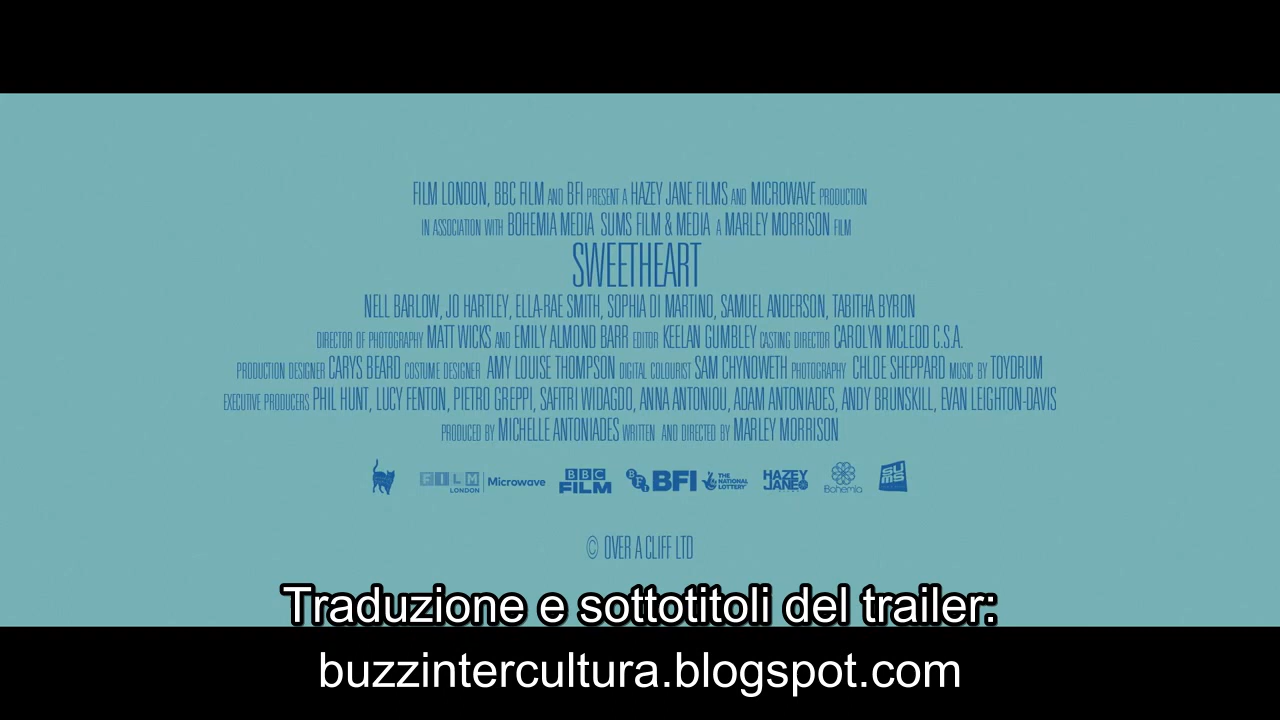 FILM LONDON, BBC FILM AND BFI PRESENT A HAZEY JANE FILMS AND MICROWAVE PRODUCTION
IN ASSOCIATION WITH BOHEMIA MEDIA SUMS FILM & MEDIA A MARLEY MORRISON FILM
SWEETHEART
NELL BARLOW, JO HARTLEY, ELLA-RAE SMITH, SOPHIA DI MARTINO, SAMUEL ANDERSON, TABITHA BYRON
DIRECTOR OF PHOTOGRAPHY MATT WICKS AND EMILY ALMOND BARR EDITOR KEELAN GUMBLEY CASTING DIRECTOR CAROLYN MCLEOD C.S.A.
PRODUCTION DESIGNER CARYS BEARD COSTUME DESIGNER AMY LOUISE THOMPSON DIGITAL COLOURIST SAM CHYNOWETH PHOTOGRAPHY CHLOE SHEPPARD MUSIC BY TOYDRUM
EXECUTIVE PRODUCERS PHIL HUNT, LUCY FENTON, PIETRO GREPPI, SAFITRI WIDAGDO, ANNA ANTONIOU, ADAM ANTONIADES, ANDY BRUNSKILL, EVAN LEIGHTON-DAVIS
PRODUCED BY MICHELLE ANTONIADES WRITTEN AND DIRECTED BY MARLEY MORRISON
FILM LONDON Microwave BBC FILM BFI BFI THE NATIONAL LOTTERY HAZEY JANE FILMS Bohemia SUMS
© OVER A CLIFF LTD
Traduzione e sottotitoli del trailer:
buzzintercultura.blogspot.com